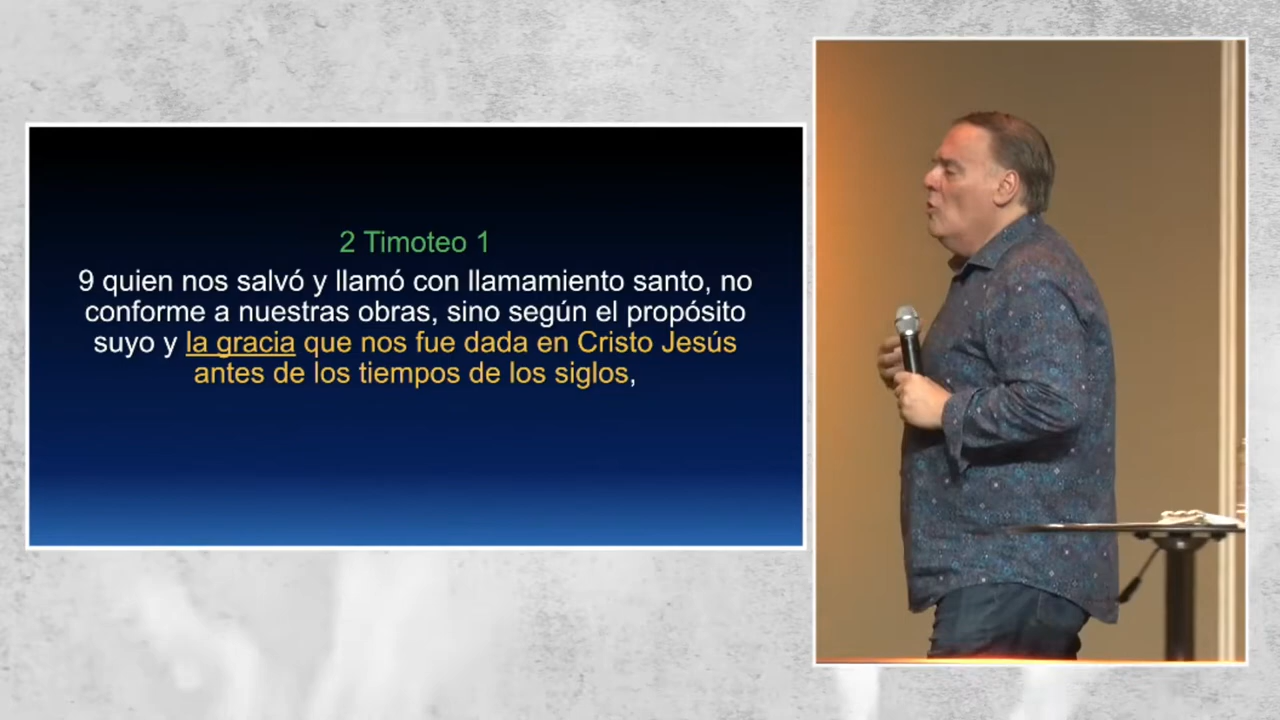 2 Timoteo 1
9 quien nos salvó y llamó con llamamiento santo, no
conforme a nuestras obras, sino según el propósito
suyo y la gracia que nos fue dada en Cristo Jesús
antes de los tiempos de los siglos,